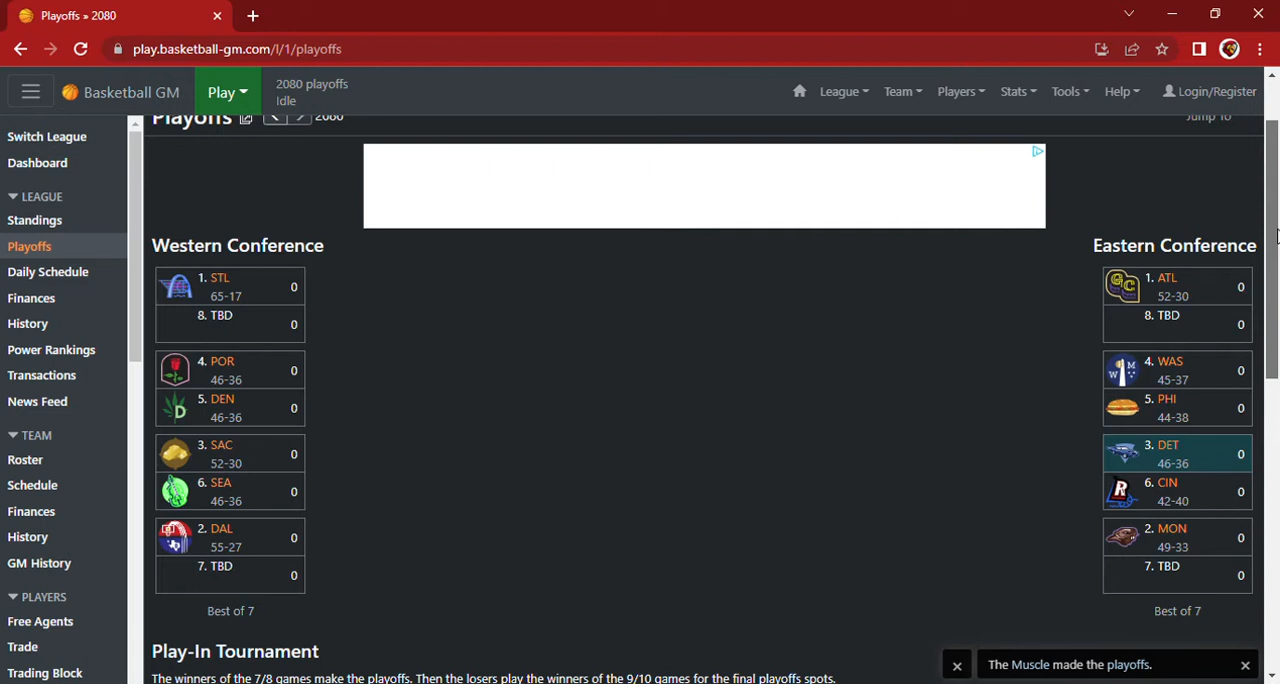 Playoffs » 2080
play.basketball-gm.com/l/1/playoffs
Basketball GM
Play
2080 playoffs
Idle
League
Team
Players
Stats
Tools
Help
Login/Register
Switch League
Dashboard
LEAGUE
Standings
Playoffs
Daily Schedule
Finances
History
Power Rankings
Transactions
News Feed
TEAM
Roster
Schedule
Finances
History
GM History
PLAYERS
Free Agents
Trade
Trading Block
Playoffs 2080
Jump To
Western Conference
1. STL 0
65-17
8. TBD
0
4. POR 0
46-36
5. DEN 0
46-36
3. SAC 0
52-30
6. SEA 0
46-36
2. DAL 0
55-27
7. TBD
0
Best of 7
Eastern Conference
1. ATL 0
52-30
8. TBD
0
4. WAS 0
45-37
5. PHI 0
44-38
3. DET 0
46-36
6. CIN 0
42-40
2. MON 0
49-33
7. TBD
0
Best of 7
Play-In Tournament
The winners of the 7/8 games make the playoffs. Then the losers play the winners of the 9/10 games for the final playoffs spots.
The Muscle made the playoffs.